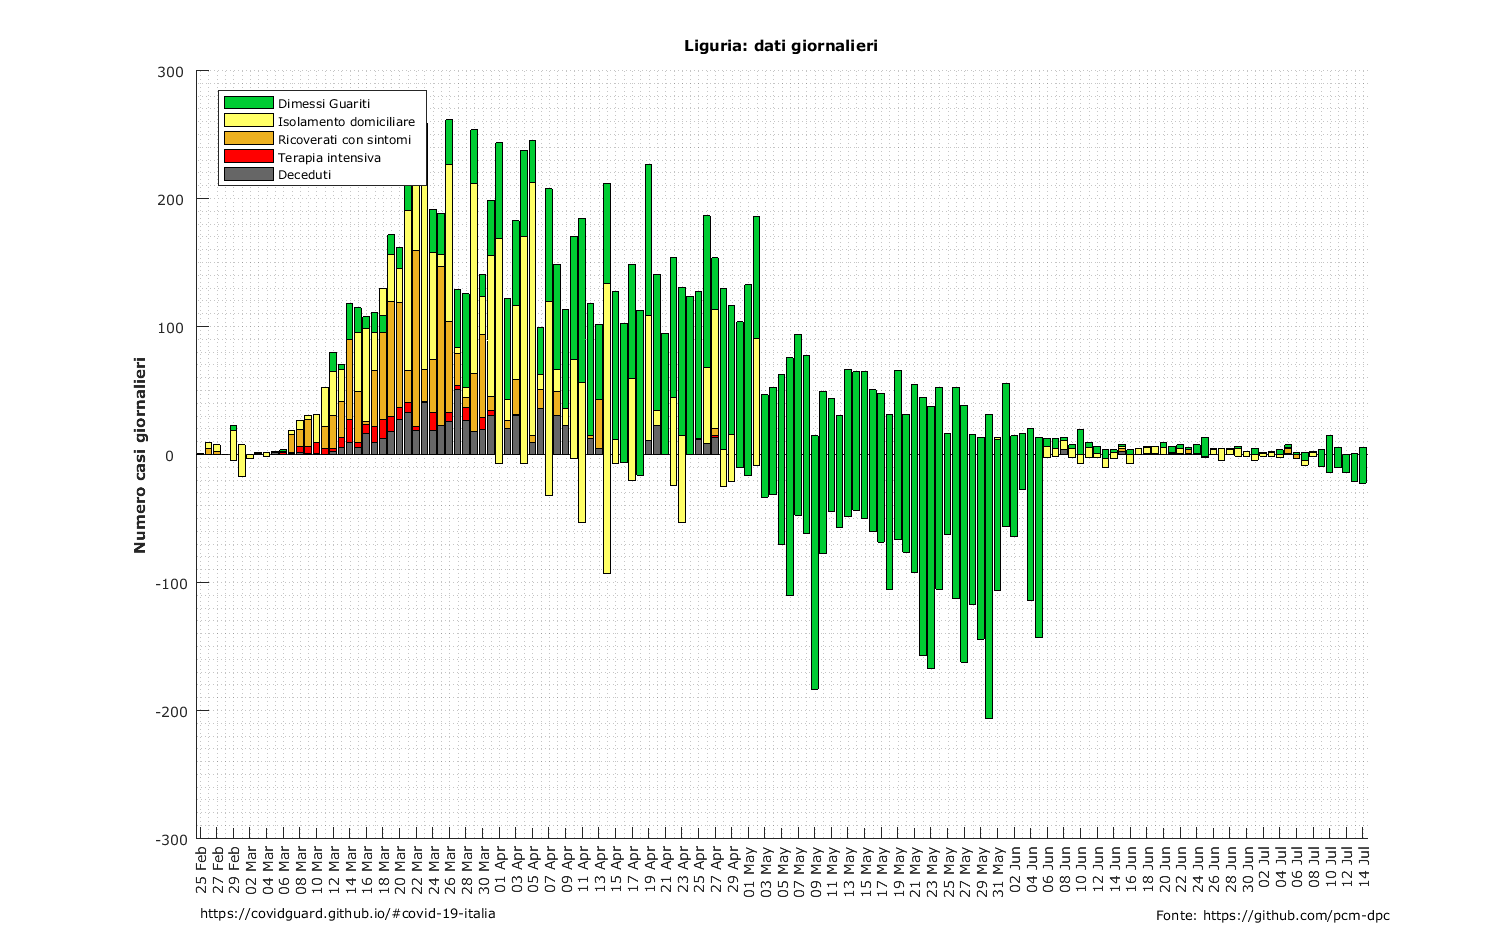 Liguria: dati giornalieri
300
200
100
0
-100
-200
-300
Numero casi giornalieri
Dimessi Guariti
Isolamento domiciliare
Ricoverati con sintomi
Terapia intensiva
Deceduti
25 Feb
27 Feb
29 Feb
02 Mar
04 Mar
06 Mar
08 Mar
10 Mar
12 Mar
14 Mar
16 Mar
18 Mar
20 Mar
22 Mar
24 Mar
26 Mar
28 Mar
30 Mar
01 Apr
03 Apr
05 Apr
07 Apr
09 Apr
11 Apr
13 Apr
15 Apr
17 Apr
19 Apr
21 Apr
23 Apr
25 Apr
27 Apr
29 Apr
01 May
03 May
05 May
07 May
09 May
11 May
13 May
15 May
17 May
19 May
21 May
23 May
25 May
27 May
29 May
31 May
02 Jun
04 Jun
06 Jun
08 Jun
10 Jun
12 Jun
14 Jun
16 Jun
18 Jun
20 Jun
22 Jun
24 Jun
26 Jun
28 Jun
30 Jun
02 Jul
04 Jul
06 Jul
08 Jul
10 Jul
12 Jul
14 Jul
https://covidguard.github.io/#covid-19-italia
Fonte: https://github.com/pcm-dpc